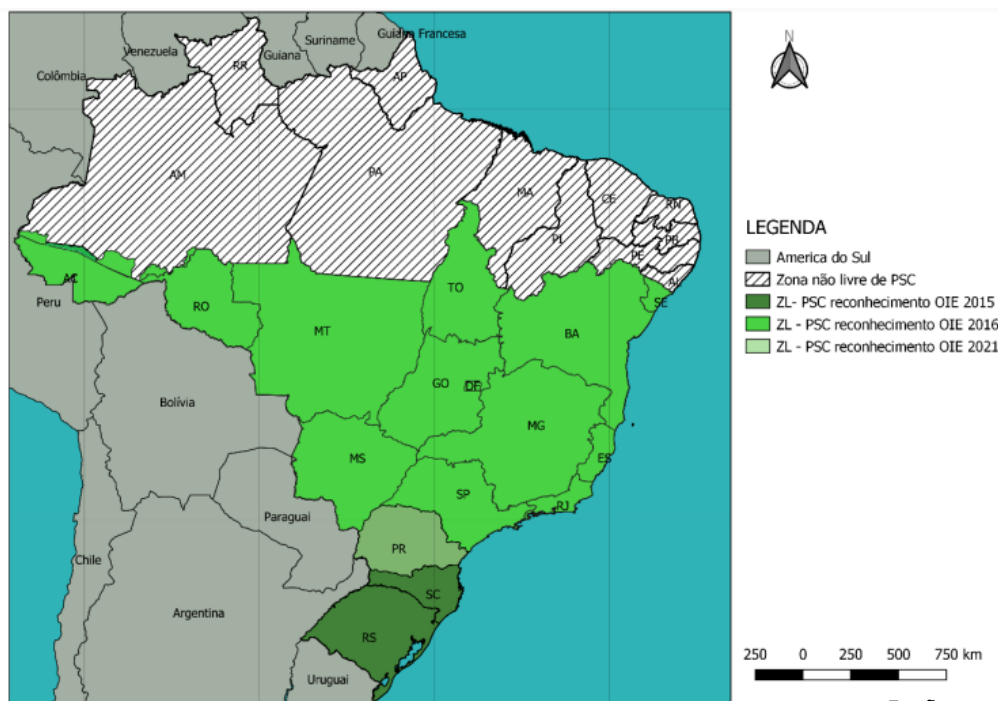 N
Venezuela
Suriname
Guiana
Guiana Francesa
Colômbia
RR
AP
AM
PA
MA
CE
RN
PB
PI
PE
AL
SE
AC
RO
TO
MT
BA
Peru
GO
DF
Bolívia
MG
MS
ES
SP
RJ
Paraguai
PR
Chile
SC
Argentina
RS
Uruguai
LEGENDA
America do Sul
Zona não livre de PSC
ZL- PSC reconhecimento OIE 2015
ZL - PSC reconhecimento OIE 2016
ZL - PSC reconhecimento OIE 2021
250 0 250 500 750 km